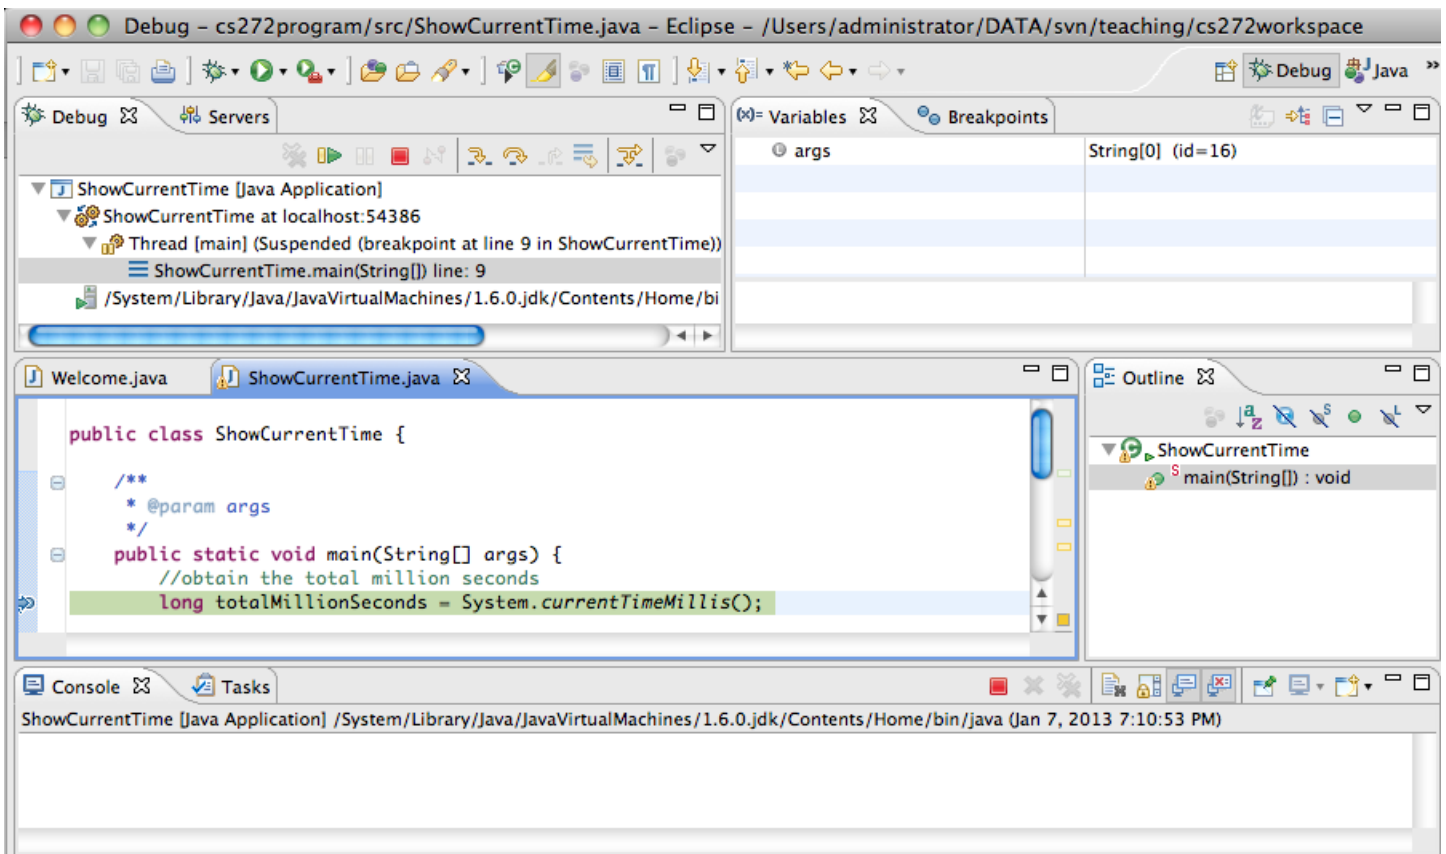 Debug – cs272program/src/ShowCurrentTime.java – Eclipse – /Users/administrator/DATA/svn/teaching/cs272workspace
Debug Java »
Debug Servers
ShowCurrentTime [Java Application]
ShowCurrentTime at localhost:54386
Thread [main] (Suspended (breakpoint at line 9 in ShowCurrentTime))
ShowCurrentTime.main(String[]) line: 9
/System/Library/Java/JavaVirtualMachines/1.6.0.jdk/Contents/Home/bi
(x)= Variables Breakpoints
args String[0] (id=16)
Welcome.java ShowCurrentTime.java
public class ShowCurrentTime {
/**
* @param args
*/
public static void main(String[] args) {
//obtain the total million seconds
long totalMillionSeconds = System.currentTimeMillis();
Outline
ShowCurrentTime
main(String[]) : void
Console Tasks
ShowCurrentTime [Java Application] /System/Library/Java/JavaVirtualMachines/1.6.0.jdk/Contents/Home/bin/java (Jan 7, 2013 7:10:53 PM)